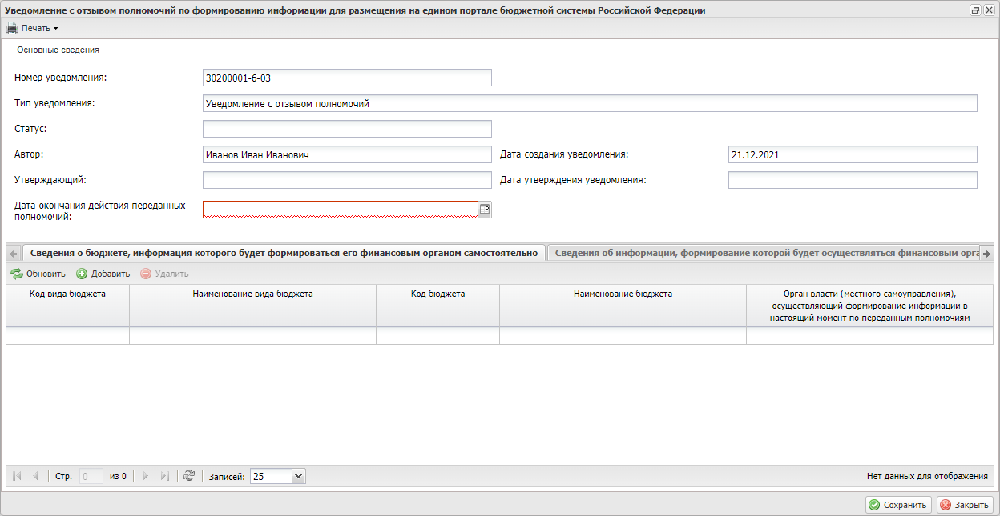 Уведомление с отзывом полномочий по формированию информации для размещения на едином портале бюджетной системы Российской Федерации
Печать
Основные сведения
Номер уведомления: 30200001-6-03
Тип уведомления: Уведомление с отзывом полномочий
Статус:
Автор: Иванов Иван Иванович Дата создания уведомления: 21.12.2021
Утверждающий: Дата утверждения уведомления:
Дата окончания действия переданных
полномочий:
Сведения о бюджете, информация которого будет формироваться его финансовым органом самостоятельно Сведения об информации, формирование которой будет осуществляться финансовым орга
Обновить Добавить Удалить
Код вида бюджета Наименование вида бюджета Код бюджета Наименование бюджета Орган власти (местного самоуправления),
осуществляющий формирование информации в
настоящий момент по переданным полномочиям
Стр. 0 из 0 Записей: 25 Нет данных для отображения
Сохранить Закрыть